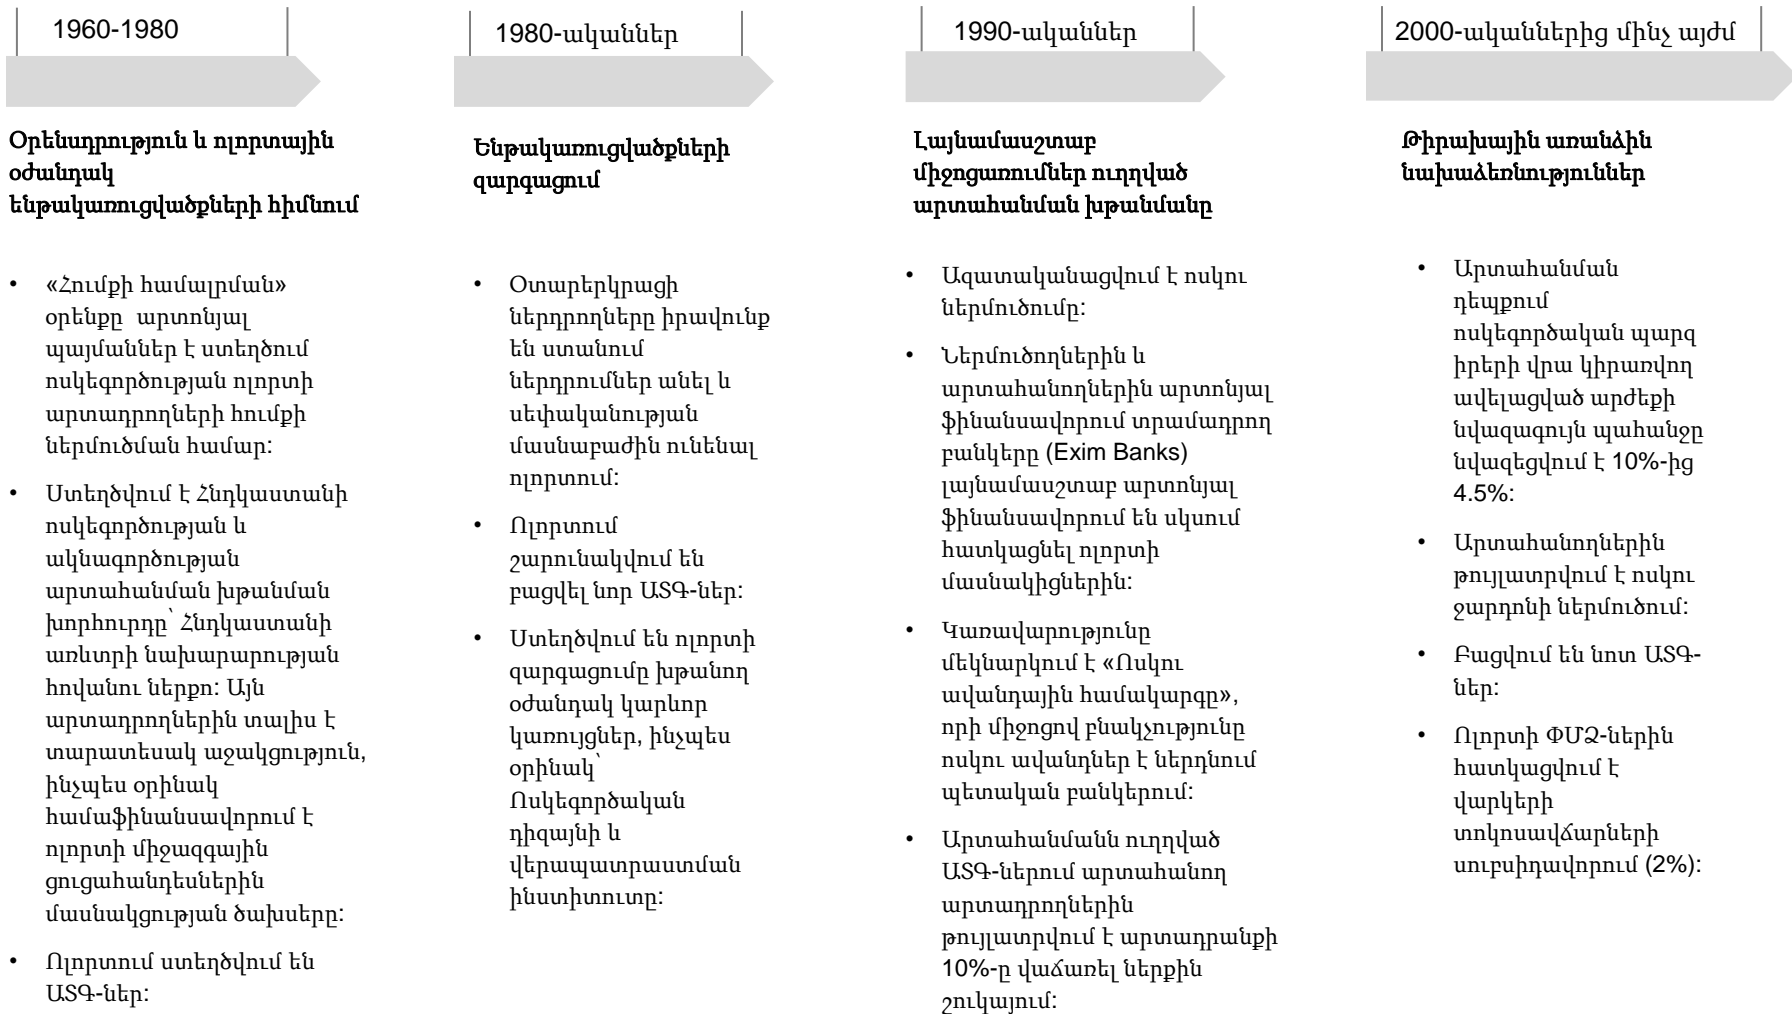 1960-1980
Օրենսդրություն և ոլորտային
օժանդակ
ենթակառուցվածքների հիմնում
• «Հումքի համալրման»
օրենքը արտոնյալ
պայմաններ է ստեղծում
ոսկեգործության ոլորտի
արտադրողների հումքի
ներմուծման համար:
• Ստեղծվում է Հնդկաստանի
ոսկեգործության և
ակնագործության
արտահանման խթանման
խորհուրդը՝ Հնդկաստանի
առևտրի նախարարության
հովանու ներքո: Այն
արտադրողներին տալիս է
տարատեսակ աջակցություն,
ինչպես օրինակ
համաֆինանսավորում է
ոլորտի միջազգային
ցուցահանդեսներին
մասնակցության ծախսերը:
• Ոլորտում ստեղծվում են
ԱՏԳ-ներ:
1980-ականներ
Ենթակառուցվածքների
զարգացում
• Օտարերկրացի
ներդրողները իրավունք
են ստանում
ներդրումներ անել և
սեփականության
մասնաբաժին ունենալ
ոլորտում:
• Ոլորտում
շարունակվում են
բացվել նոր ԱՏԳ-ներ:
• Ստեղծվում են ոլորտի
զարգացումը խթանող
օժանդակ կարևոր
կառույցներ, ինչպես
օրինակ՝
Ոսկեգործական
դիզայնի և
վերապատրաստման
ինստիտուտը:
1990-ականներ
Լայնամասշտաբ
միջոցառումներ ուղղված
արտահանման խթանմանը
• Ազատականացվում է ոսկու
ներմուծումը:
• Ներմուծողներին և
արտահանողներին արտոնյալ
ֆինանսավորում տրամադրող
բանկերը (Exim Banks)
լայնամասշտաբ արտոնյալ
ֆինանսավորում են սկսում
հատկացնել ոլորտի
մասնակիցներին:
• Կառավարությունը
մեկնարկում է «Ոսկու
ավանդային համակարգը»,
որի միջոցով բնակչությունը
ոսկու ավանդներ է ներդնում
պետական բանկերում:
• Արտահանմանն ուղղված
ԱՏԳ-ներում արտահանող
արտադրողներին
թույլատրվում է արտադրանքի
10%-ը վաճառել ներքին
շուկայում:
2000-ականներից մինչ այժմ
Թիրախային առանձին
նախաձեռնություններ
• Արտահանման
դեպքում
ոսկեգործական պարզ
իրերի վրա կիրառվող
ավելացված արժեքի
նվազագույն պահանջը
նվազեցվում է 10%-ից
4.5%:
• Արտահանողներին
թույլատրվում է ոսկու
ջարդոնի ներմուծում:
• Բացվում են նոտ ԱՏԳ-
ներ:
• Ոլորտի ՓՄՁ-ներին
հատկացվում է
վարկերի
տոկոսավճարների
սուբսիդավորում (2%):